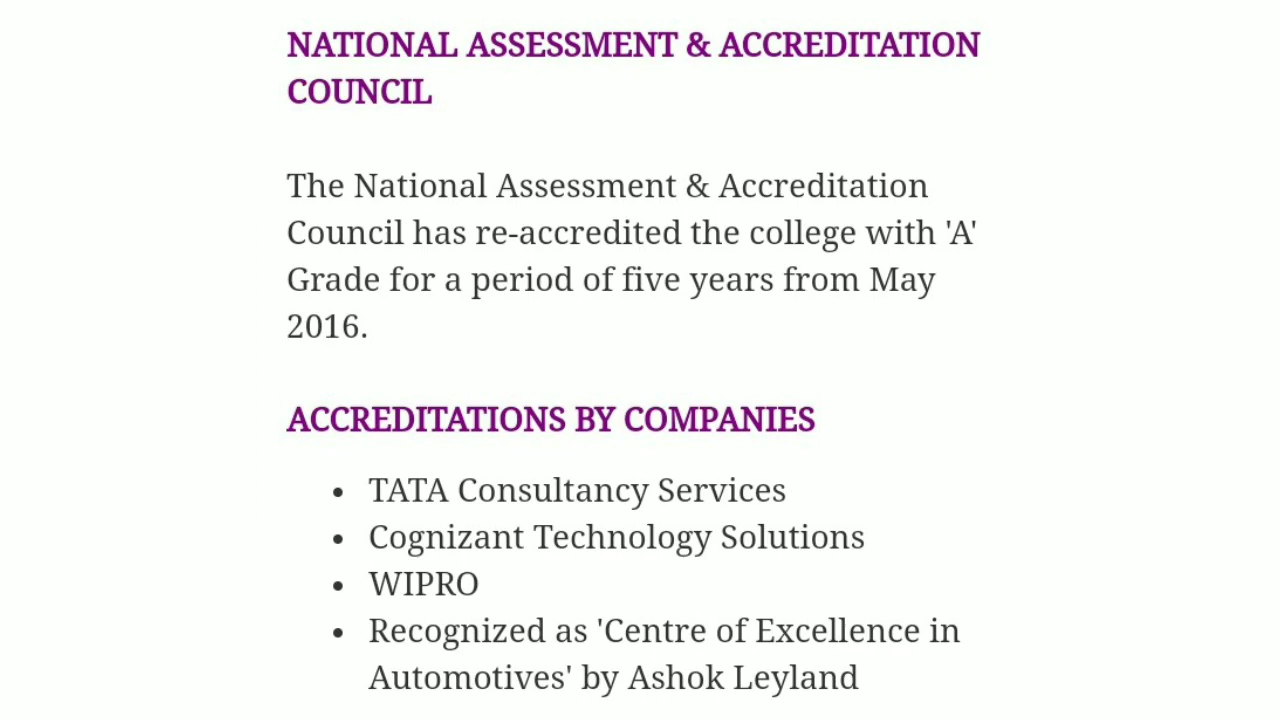 NATIONAL ASSESSMENT & ACCREDITATION
COUNCIL
The National Assessment & Accreditation
Council has re-accredited the college with 'A'
Grade for a period of five years from May
2016.
ACCREDITATIONS BY COMPANIES
• TATA Consultancy Services
• Cognizant Technology Solutions
• WIPRO
• Recognized as 'Centre of Excellence in
Automotives' by Ashok Leyland